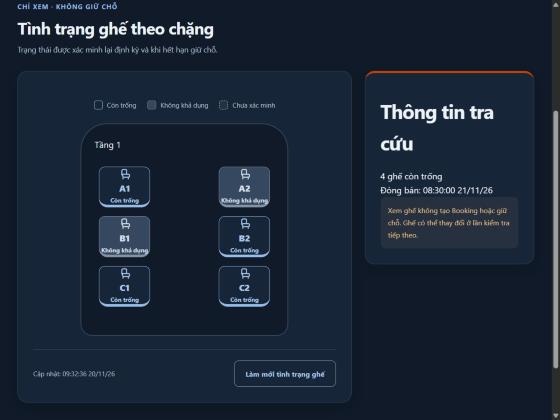 CHỈ XEM · KHÔNG GIỮ CHỖ
Tình trạng ghế theo chặng
Trạng thái được xác minh lại định kỳ và khi hết hạn giữ chỗ.
Còn trống
Không khả dụng
Chưa xác minh
Tầng 1
A1
Còn trống
A2
Không khả dụng
B1
Không khả dụng
B2
Còn trống
C1
Còn trống
C2
Còn trống
Cập nhật: 09:32:36 20/11/26
Làm mới tình trạng ghế
Thông tin tra
cứu
4 ghế còn trống
Đóng bán: 08:30:00 21/11/26
Xem ghế không tạo Booking hoặc giữ
chỗ. Ghế có thể thay đổi ở lần kiểm tra
tiếp theo.